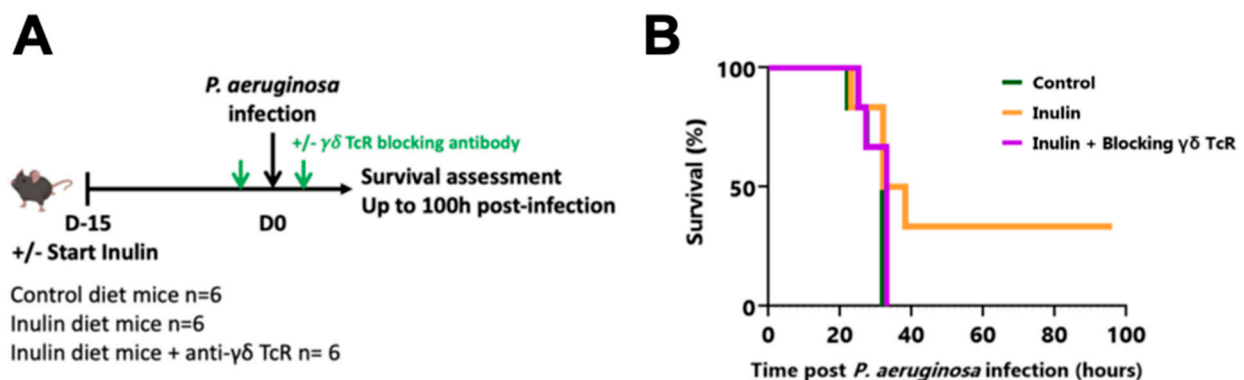 A
P. aeruginosa
infection
+/- γδ TcR blocking antibody
Survival assessment
Up to 100h post-infection
D-15
D0
+/- Start Inulin
Control diet mice n=6
Inulin diet mice n=6
Inulin diet mice + anti-γδ TcR n= 6
B
Survival (%)
100
50
0
Control
Inulin
Inulin + Blocking γδ TcR
0 20 40 60 80 100
Time post P. aeruginosa infection (hours)